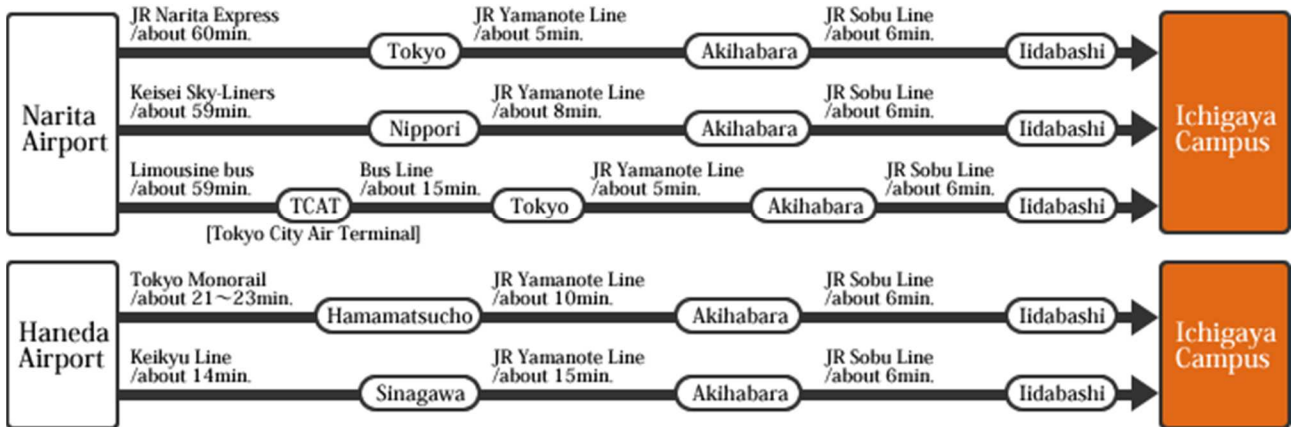 Narita
Airport
JR Narita Express
/about 60min.
Tokyo
JR Yamanote Line
/about 5min.
Akihabara
JR Sobu Line
/about 6min.
Iidabashi
Keisei Sky-Liners
/about 59min.
Nippori
JR Yamanote Line
/about 8min.
Akihabara
JR Sobu Line
/about 6min.
Iidabashi
Limousine bus
/about 59min.
TCAT
[Tokyo City Air Terminal]
Bus Line
/about 15min.
Tokyo
JR Yamanote Line
/about 5min.
Akihabara
JR Sobu Line
/about 6min.
Iidabashi
Ichigaya
Campus
Haneda
Airport
Tokyo Monorail
/about 21～23min.
Hamamatsucho
JR Yamanote Line
/about 10min.
Akihabara
JR Sobu Line
/about 6min.
Iidabashi
Keikyu Line
/about 14min.
Sinagawa
JR Yamanote Line
/about 15min.
Akihabara
JR Sobu Line
/about 6min.
Iidabashi
Ichigaya
Campus